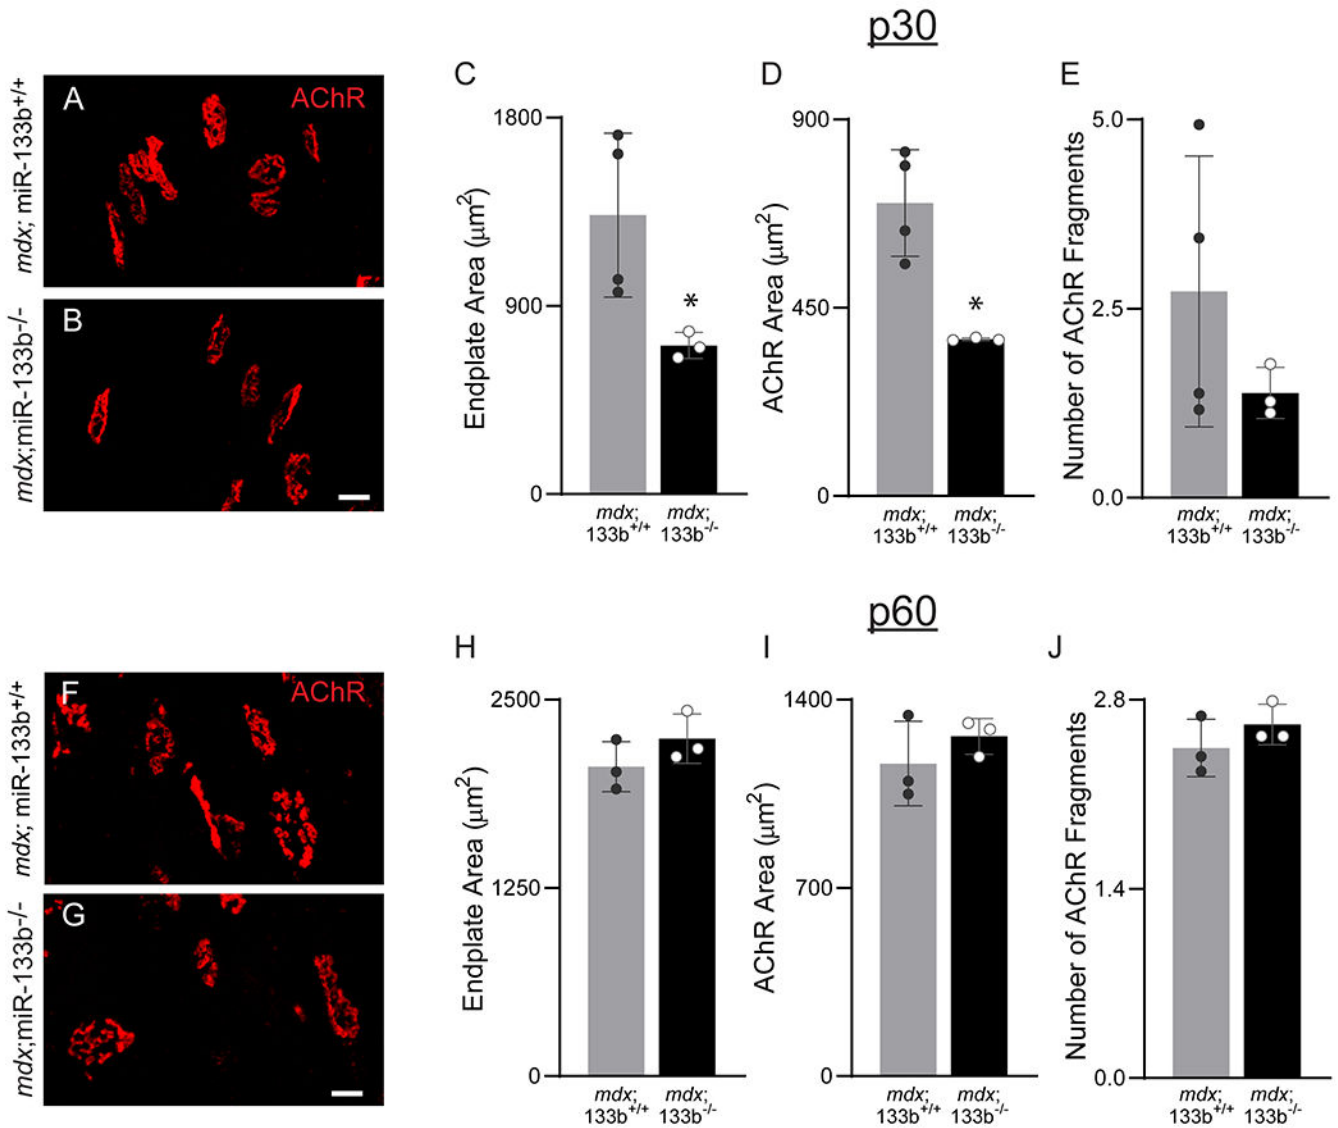 p30
A
AChR
mdx; miR-133b+/+
B
mdx;miR-133b-/-
C
Endplate Area (µm2)
1800
900
0
*
mdx; mdx;
133b+/+ 133b-/-
D
AChR Area (µm2)
900
450
0
*
mdx; mdx;
133b+/+ 133b-/-
E
Number of AChR Fragments
5.0
2.5
0.0
mdx; mdx;
133b+/+ 133b-/-
p60
F
AChR
mdx; miR-133b+/+
G
mdx;miR-133b-/-
H
Endplate Area (µm2)
2500
1250
0
mdx; mdx;
133b+/+ 133b-/-
I
AChR Area (µm2)
1400
700
0
mdx; mdx;
133b+/+ 133b-/-
J
Number of AChR Fragments
2.8
1.4
0.0
mdx; mdx;
133b+/+ 133b-/-